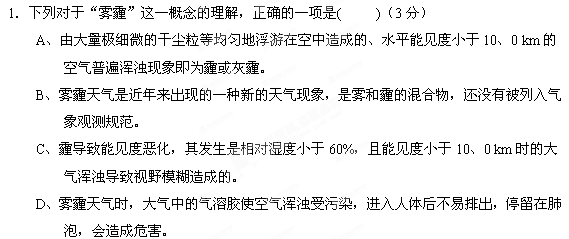 1. 下列对于“雾霾”这一概念的理解，正确的一项是(　　)（3 分）
A、由大量极细微的干尘粒等均匀地浮游在空中造成的、水平能见度小于 10、0 km 的
空气普遍浑浊现象即为霾或灰霾。
B、雾霾天气是近年来出现的一种新的天气现象，是雾和霾的混合物，还没有被列入气
象观测规范。
C、霾导致能见度恶化，其发生是相对湿度小于 60%，且能见度小于 10、0 km 时的大
气浑浊导致视野模糊造成的。
D、雾霾天气时，大气中的气溶胶使空气浑浊受污染，进入人体后不易排出，停留在肺
泡，会造成危害。